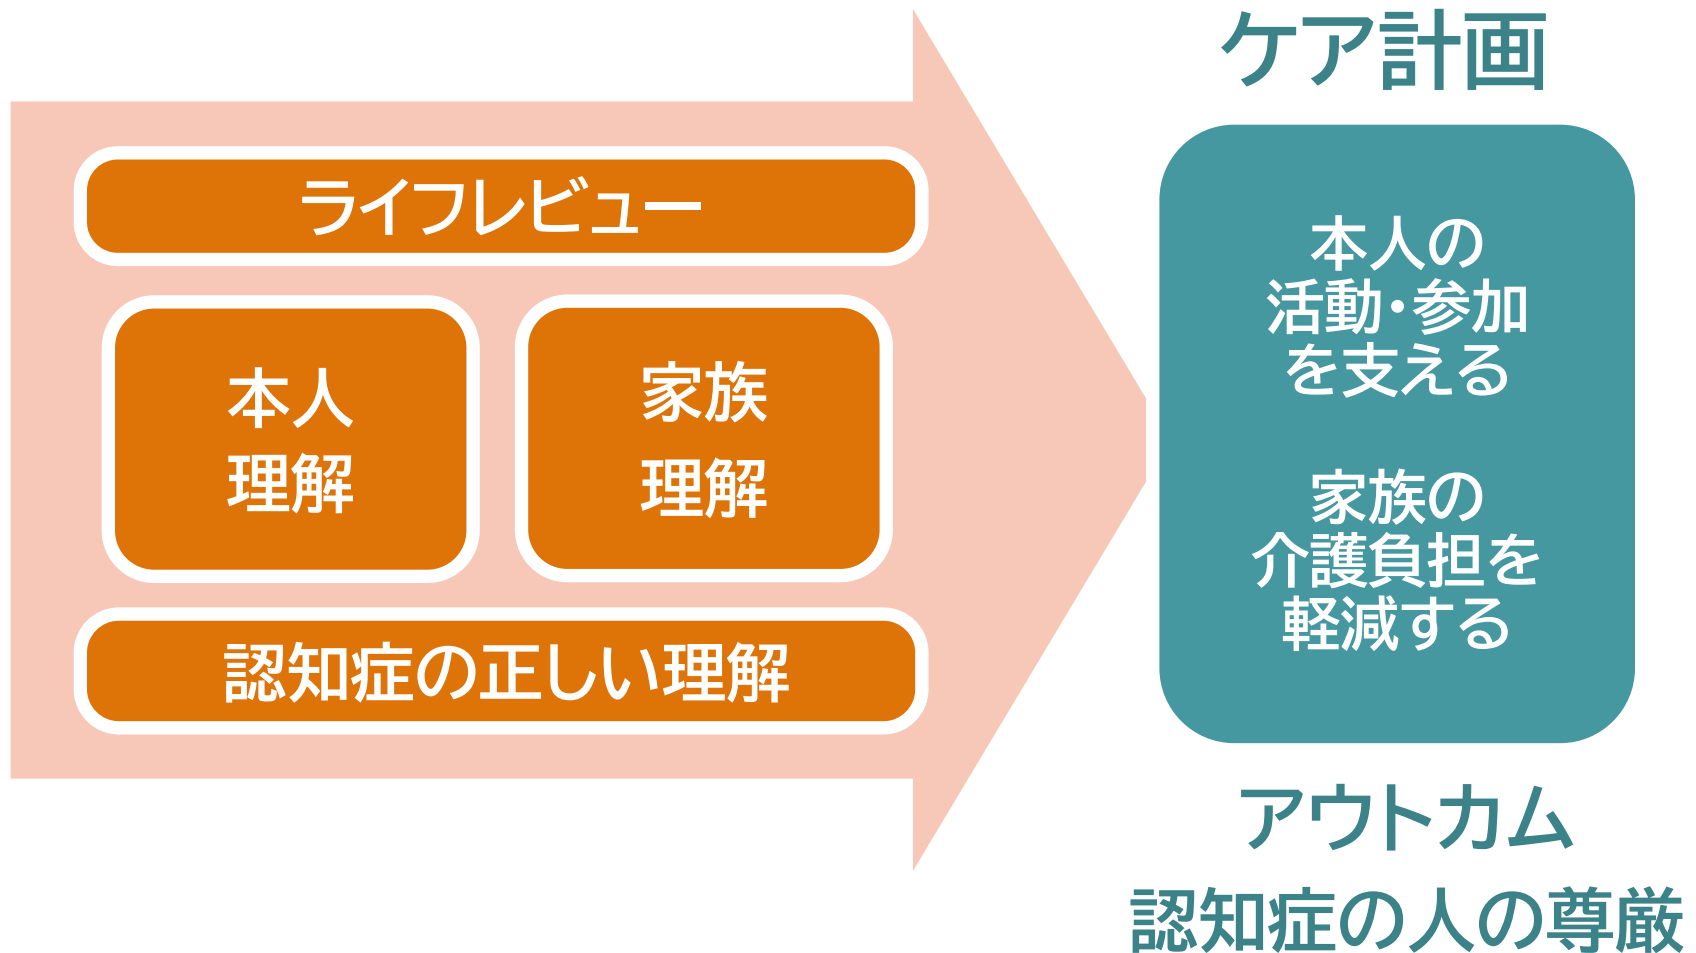 ライフレビュー
本人
理解
家族
理解
認知症の正しい理解
ケア計画
本人の
活動・参加
を支える
家族の
介護負担を
軽減する
アウトカム
認知症の人の尊厳